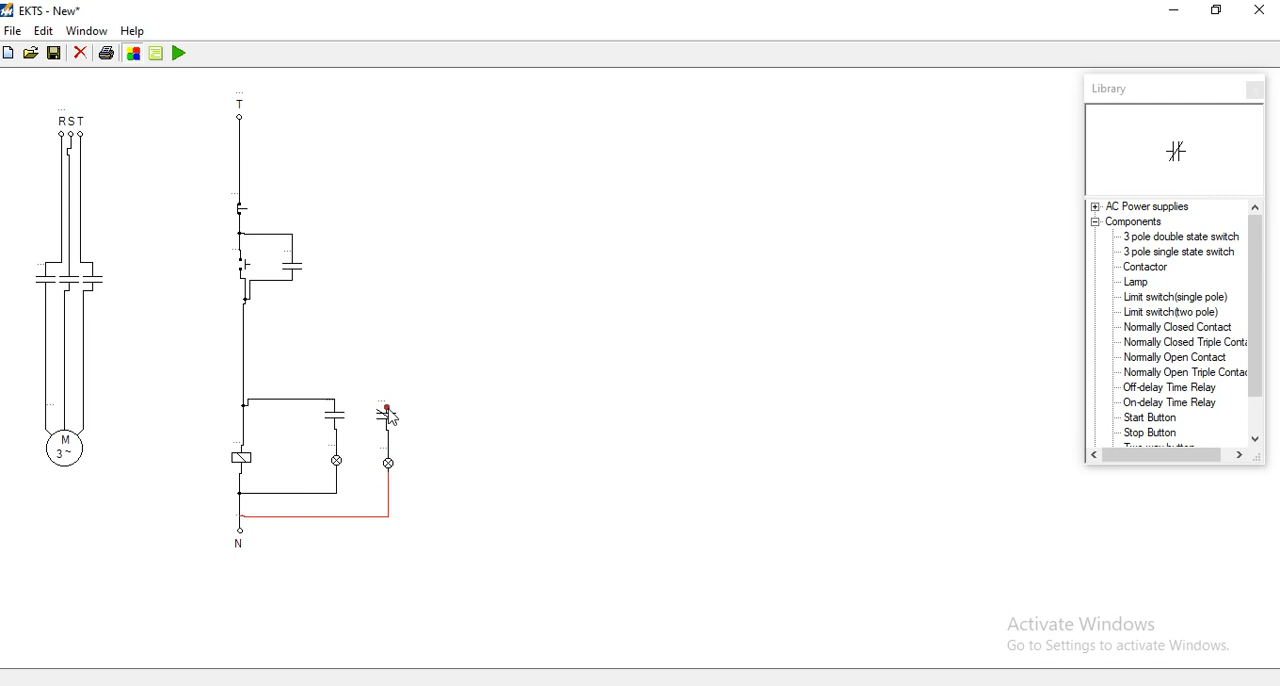 EKTS - New*
File Edit Window Help
Library
AC Power supplies
Components
3 pole double state switch
3 pole single state switch
Contactor
Lamp
Limit switch(single pole)
Limit switch(two pole)
Normally Closed Contact
Normally Closed Triple Conta
Normally Open Contact
Normally Open Triple Contac
Off-delay Time Relay
On-delay Time Relay
Start Button
Stop Button
T
R S T
M
3 ~
N
Activate Windows
Go to Settings to activate Windows.